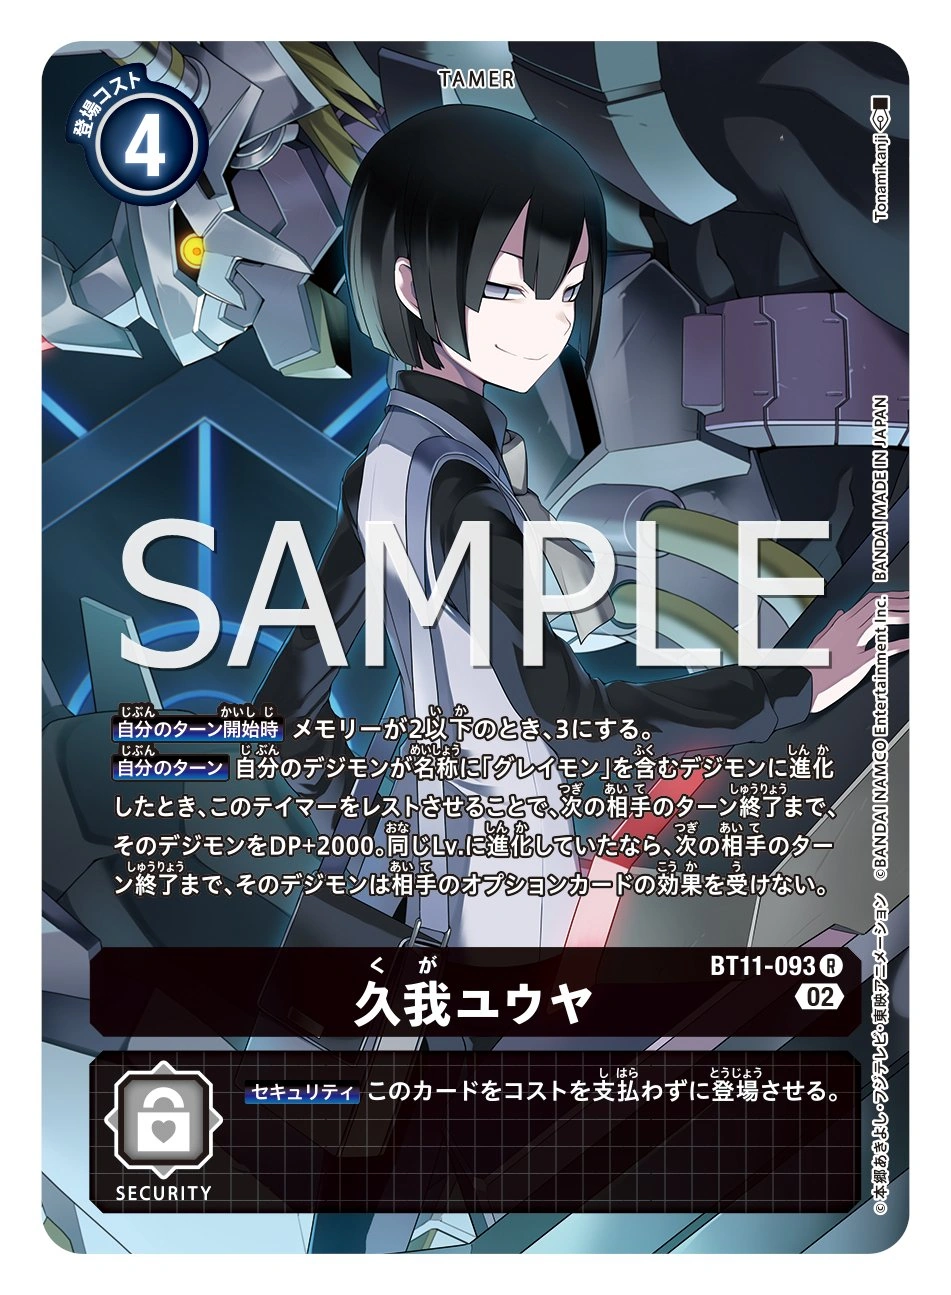 TAMER
登場コスト
4
Tonamikanji
SAMPLE
自分のターン開始時 メモリーが2以下のとき、3にする。
自分のターン 自分のデジモンが名称に「グレイモン」を含むデジモンに進化
したとき、このテイマーをレストさせることで、次の相手のターン終了まで、
そのデジモンをDP+2000。同じLv.に進化していたなら、次の相手のター
ン終了まで、そのデジモンは相手のオプションカードの効果を受けない。
BT11-093 R
くが
久我ユウヤ
02
セキュリティ このカードをコストを支払わずに登場させる。
SECURITY
©本郷あきよし・フジテレビ・東映アニメーション ©BANDAI NAMCO Entertainment Inc. BANDAI MADE IN JAPAN